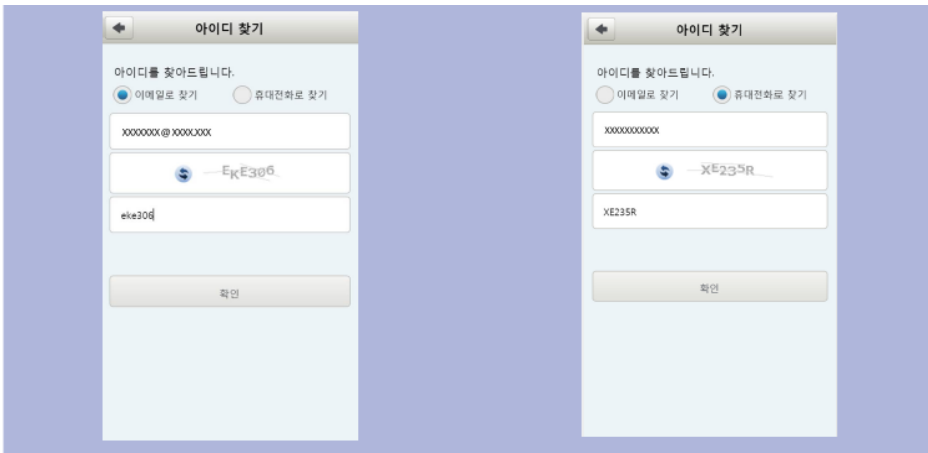 아이디 찾기
아이디를 찾아드립니다.
이메일로 찾기 휴대전화로 찾기
XXXXXXX@XXXX.XXX
EKE306
eke306
확인
아이디 찾기
아이디를 찾아드립니다.
이메일로 찾기 휴대전화로 찾기
XXXXXXXXXXX
XE235R
XE235R
확인